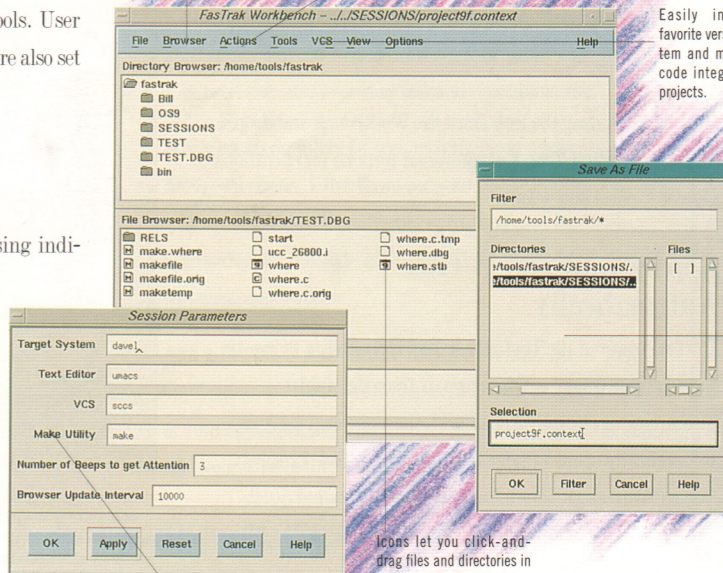 ools. User
re also set
sing indi-
FasTrak Workbench - ../../SESSIONS/project9f.context
File Browser Actions Tools VCS View Options Help
Directory Browser: /home/tools/fastrak
fastrak
Bill
OS9
SESSIONS
TEST
TEST.DBG
bin
File Browser: /home/tools/fastrak/TEST.DBG
RELS start where.c.tmp
make.where ucc_26800.i where.dbg
makefile where where.stb
makefile.orig where.c
maketemp where.c.orig
Easily in
favorite vers
tem and m
code integ
projects.
Save As File
Filter
/home/tools/fastrak/*
Directories Files
e/tools/fastrak/SESSIONS/.
e/tools/fastrak/SESSIONS/..
[ ]
Selection
project9f.context
OK Filter Cancel Help
Session Parameters
Target System davel
Text Editor umacs
VCS sccs
Make Utility make
Number of Beeps to get Attention 3
Browser Update Interval 10000
OK Apply Reset Cancel Help
Icons let you click-and-
drag files and directories in